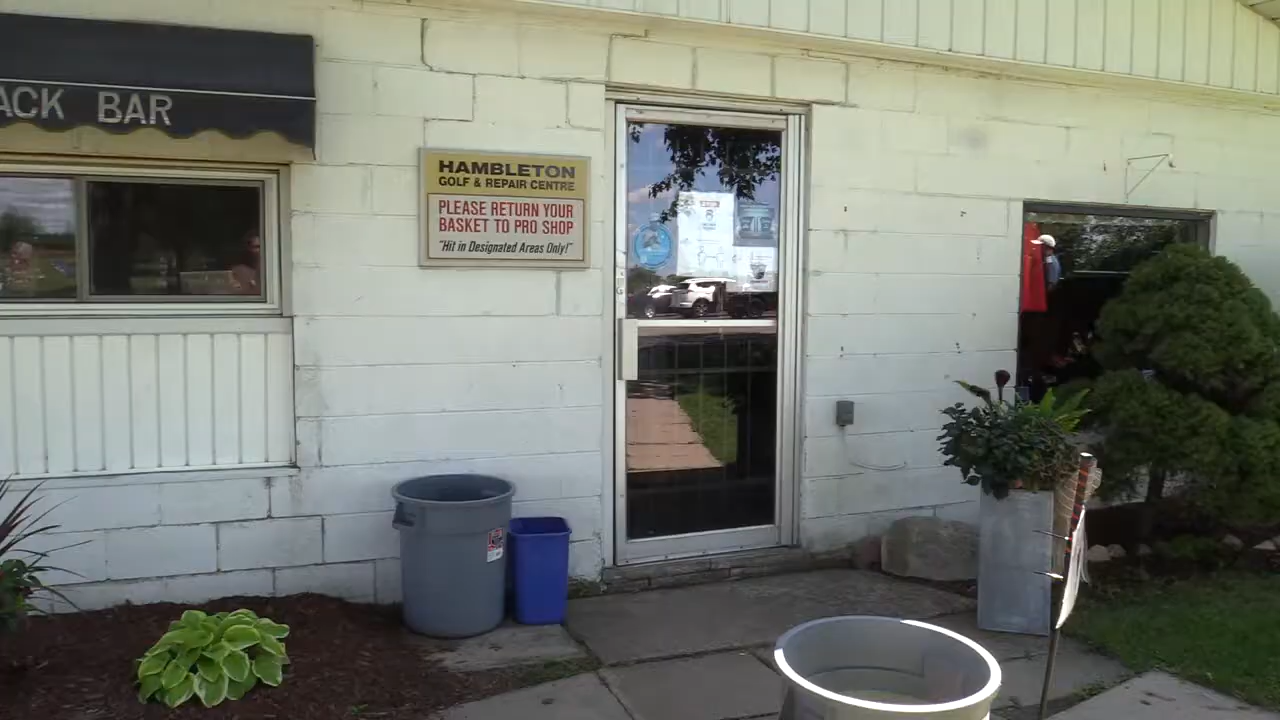 ACK BAR
HAMBLETON
GOLF & REPAIR CENTRE
PLEASE RETURN YOUR
BASKET TO PRO SHOP
"Hit in Designated Areas Only!"